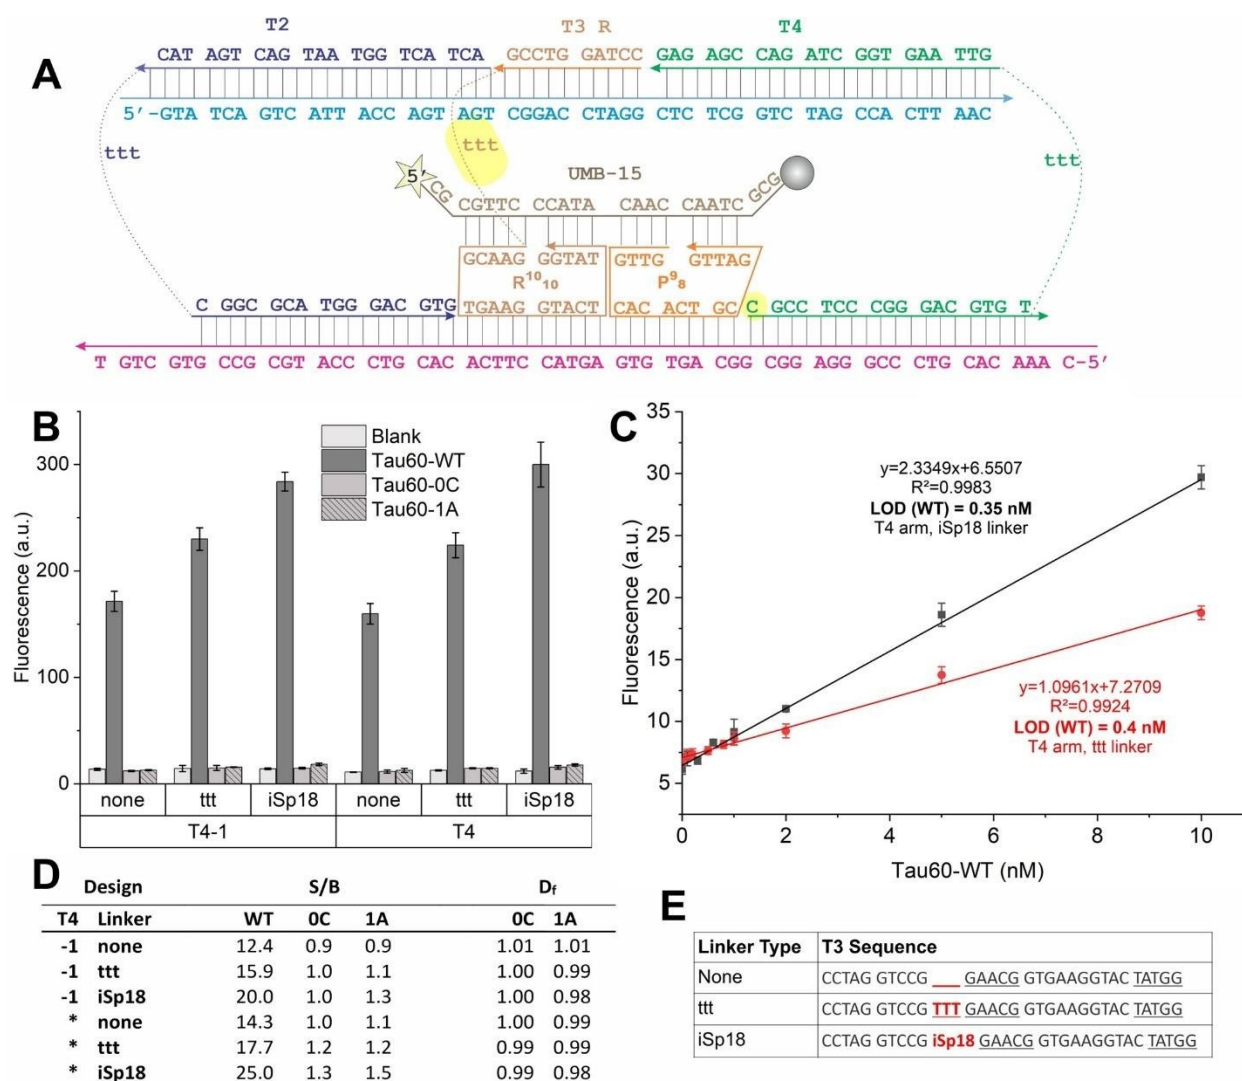 A
T2 T3 R T4
CAT AGT CAG TAA TGG TCA TCA GCCTG GATCC GAG AGC CAG ATC GGT GAA TTG
5'-GTA TCA GTC ATT ACC AGT AGT CGGAC CTAGG CTC TCG GTC TAG CCA CTT AAC
ttt ttt ttt
UMB-15
5' CG CGTTC CCATA CAAC CAATC GCG
GCAAG GGTAT GTTG GTTAG
R¹⁰₁₀ P⁹₈
C GGC GCA TGG GAC GTG TGAAG GTACT CAC ACT GC C GCC TCC CGG GAC GTG T
T GTC GTG CCG CGT ACC CTG CAC ACTTC CATGA GTG TGA CGG CGG AGG GCC CTG CAC AAA C-5'
B
Fluorescence (a.u.)
300
200
100
0
Blank
Tau60-WT
Tau60-0C
Tau60-1A
none ttt iSp18 none ttt iSp18
T4-1 T4
C
Fluorescence (a.u.)
35
30
25
20
15
10
5
y=2.3349x+6.5507
R²=0.9983
LOD (WT) = 0.35 nM
T4 arm, iSp18 linker
y=1.0961x+7.2709
R²=0.9924
LOD (WT) = 0.4 nM
T4 arm, ttt linker
0 2 4 6 8 10
Tau60-WT (nM)
D
Design S/B Df
T4 Linker WT 0C 1A 0C 1A
-1 none 12.4 0.9 0.9 1.01 1.01
-1 ttt 15.9 1.0 1.1 1.00 0.99
-1 iSp18 20.0 1.0 1.3 1.00 0.98
* none 14.3 1.0 1.1 1.00 0.99
* ttt 17.7 1.2 1.2 0.99 0.99
* iSp18 25.0 1.3 1.5 0.99 0.98
E
Linker Type T3 Sequence
None CCTAG GTCCG ___ GAACG GTGAAGGTAC TATGG
ttt CCTAG GTCCG TTT GAACG GTGAAGGTAC TATGG
iSp18 CCTAG GTCCG iSp18 GAACG GTGAAGGTAC TATGG